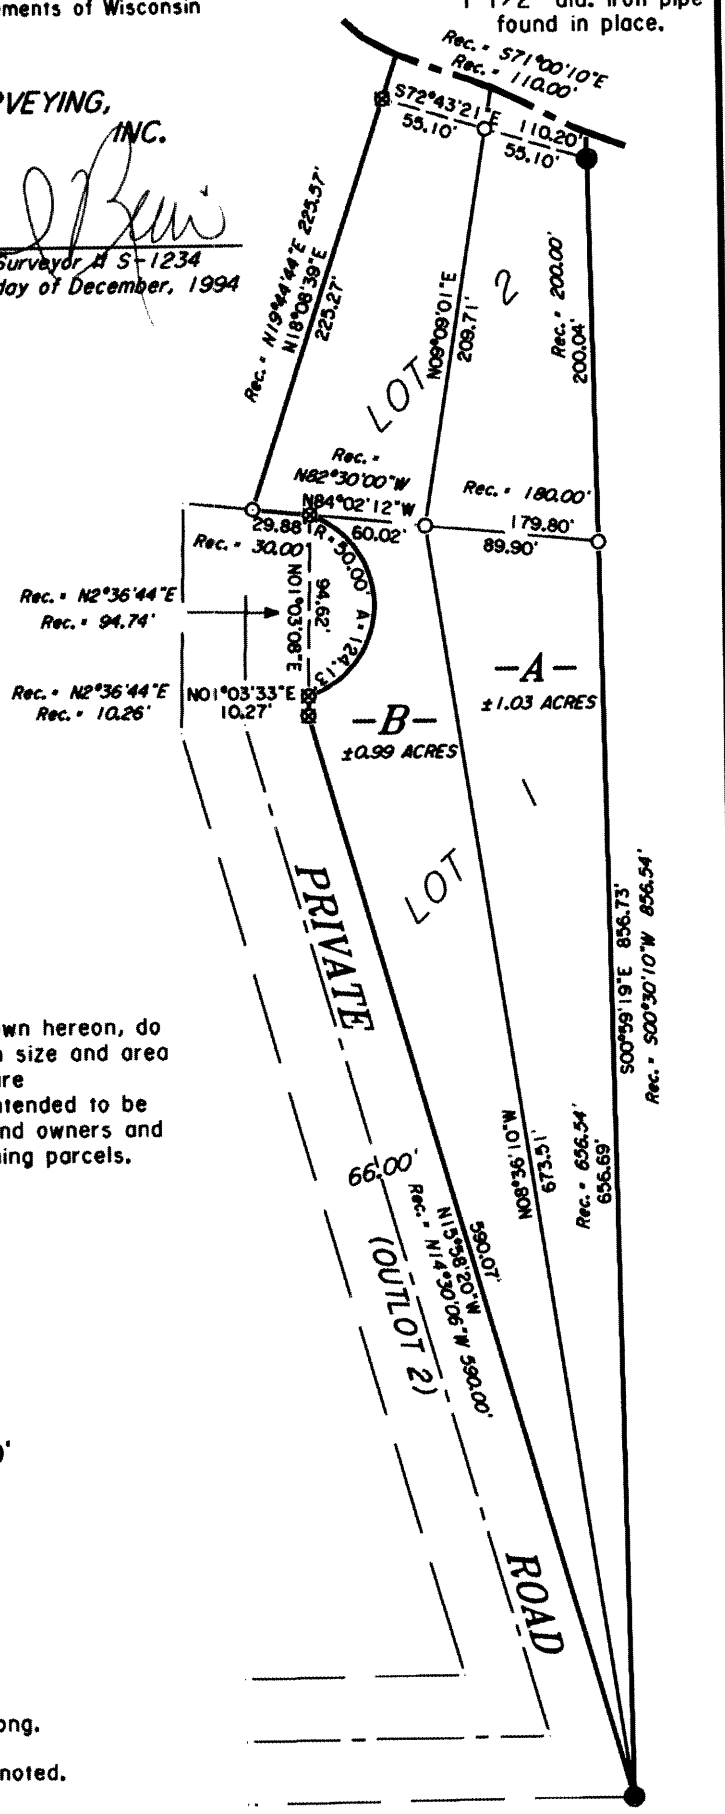 ements of Wisconsin
1 1/2" dia. iron pipe
found in place.
VEYING,
INC.
Surveyor # S-1234
day of December, 1994
Rec. = S71°00'10"E
Rec. = 110.00'
S72°43'21"E
110.20'
55.10'
55.10'
Rec. = N19°44'44"E 225.57'
N18°08'39"E
225.27'
N09°09'01"E
209.71'
LOT 2
Rec. = 200.00'
200.04'
Rec. =
N82°30'00"W
N84°02'12"W
Rec. = 180.00'
179.80'
29.88'
60.02'
89.90'
Rec. = 30.00'
R = 50.00'
A = 124.13'
94.62'
N01°03'08"E
Rec. = N2°36'44"E
Rec. = 94.74'
Rec. = N2°36'44"E
Rec. = 10.26'
N01°03'33"E
10.27'
-A-
±1.03 ACRES
-B-
±0.99 ACRES
LOT 1
PRIVATE
S00°59'19"E 856.73'
Rec. = S00°30'10"W 856.54'
wn hereon, do
size and area
are
ntended to be
nd owners and
ning parcels.
N08°36'10"W
673.51'
Rec. = 656.54'
656.69'
66.00'
590.07'
N15°58'20"W
Rec. = N14°30'06"W 590.00'
(OUTLOT 2)
ROAD
ong.
noted.